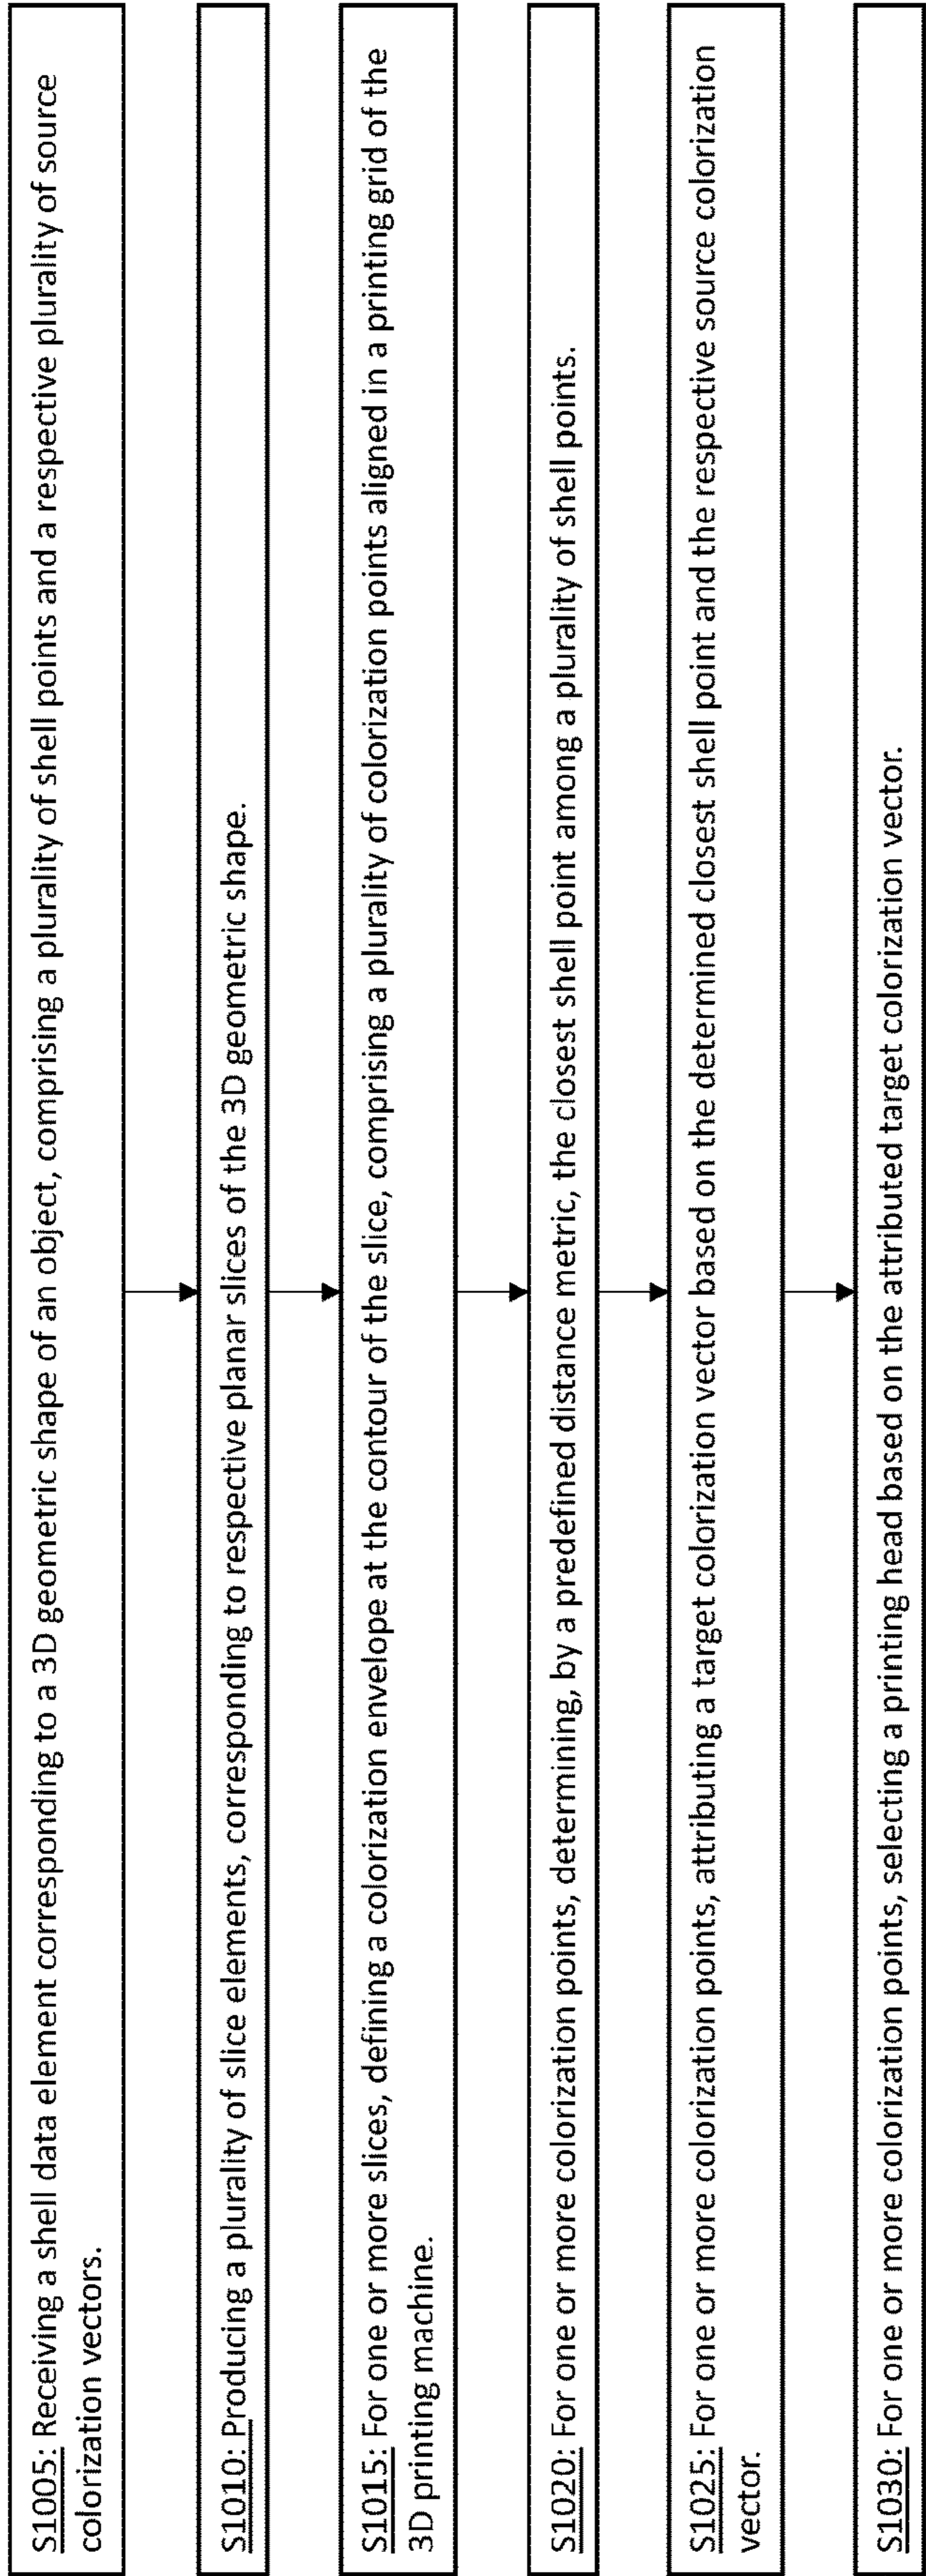 S1005: Receiving a shell data element corresponding to a 3D geometric shape of an object, comprising a plurality of shell points and a respective plurality of source
colorization vectors.
S1010: Producing a plurality of slice elements, corresponding to respective planar slices of the 3D geometric shape.
S1015: For one or more slices, defining a colorization envelope at the contour of the slice, comprising a plurality of colorization points aligned in a printing grid of the
3D printing machine.
S1020: For one or more colorization points, determining, by a predefined distance metric, the closest shell point among a plurality of shell points.
S1025: For one or more colorization points, attributing a target colorization vector based on the determined closest shell point and the respective source colorization
vector.
S1030: For one or more colorization points, selecting a printing head based on the attributed target colorization vector.